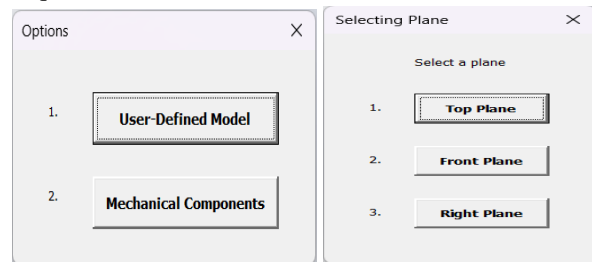 Options
1. User-Defined Model
2. Mechanical Components
Selecting Plane
Select a plane
1. Top Plane
2. Front Plane
3. Right Plane